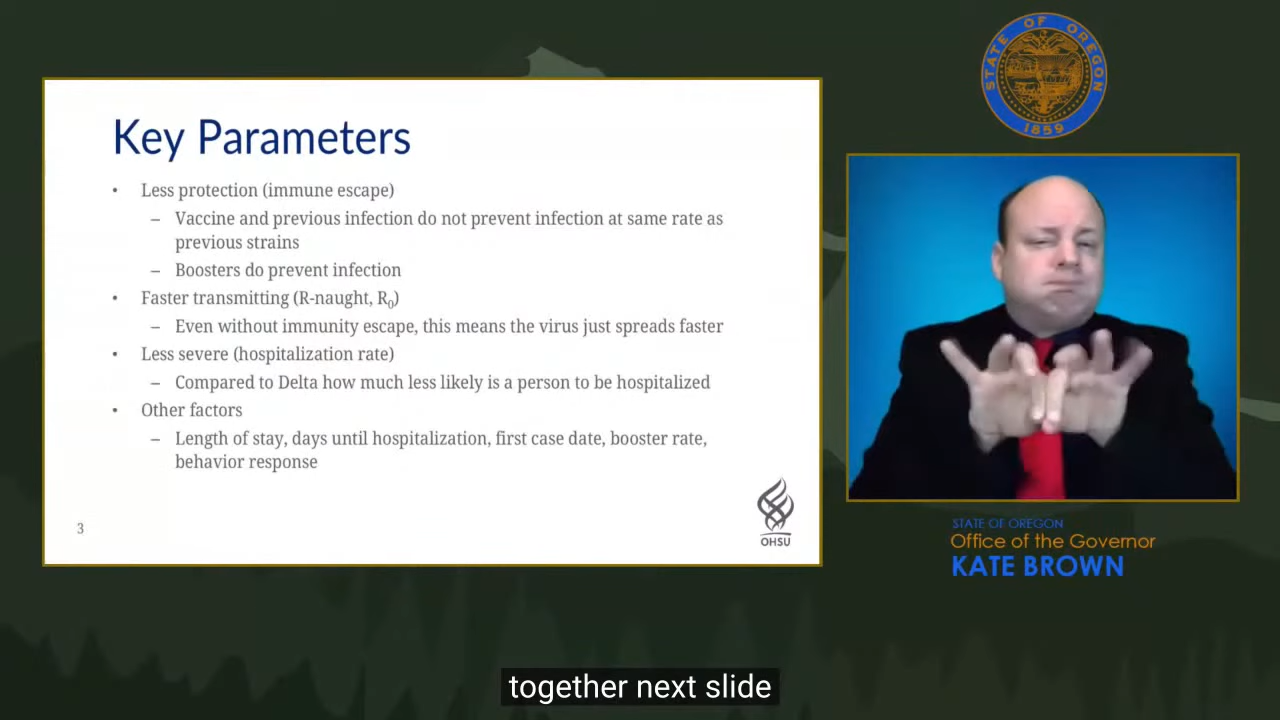 Key Parameters
• Less protection (immune escape)
– Vaccine and previous infection do not prevent infection at same rate as
previous strains
– Boosters do prevent infection
• Faster transmitting (R-naught, R₀)
– Even without immunity escape, this means the virus just spreads faster
• Less severe (hospitalization rate)
– Compared to Delta how much less likely is a person to be hospitalized
• Other factors
– Length of stay, days until hospitalization, first case date, booster rate,
behavior response
3
OHSU
STATE OF OREGON
1859
STATE OF OREGON
Office of the Governor
KATE BROWN
together next slide